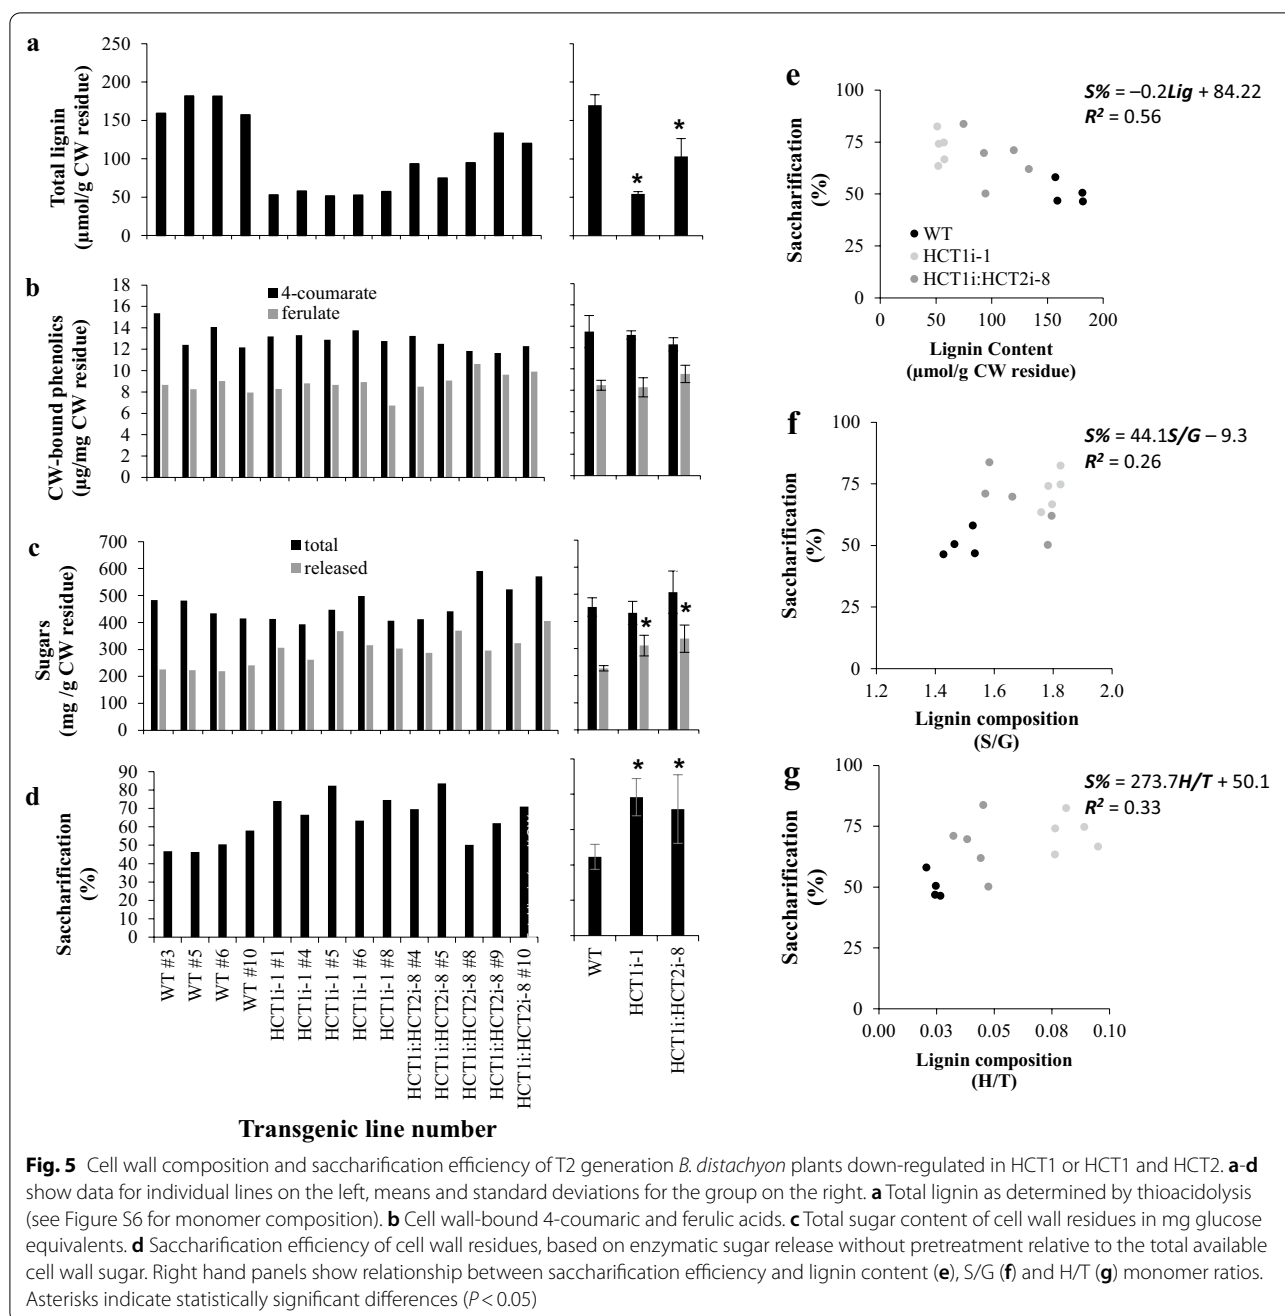 a
Total lignin
(µmol/g CW residue)
250
200
150
100
50
0
*
*
b
CW-bound phenolics
(µg/mg CW residue)
18
16
14
12
10
8
6
4
2
0
4-coumarate
ferulate
c
Sugars
(mg /g CW residue)
700
600
500
400
300
200
100
0
total
released
*
*
d
Saccharification
(%)
90
80
70
60
50
40
30
20
10
0
*
*
WT #3
WT #5
WT #6
WT #10
HCT1i-1 #1
HCT1i-1 #4
HCT1i-1 #5
HCT1i-1 #6
HCT1i-1 #8
HCT1i:HCT2i-8 #4
HCT1i:HCT2i-8 #5
HCT1i:HCT2i-8 #8
HCT1i:HCT2i-8 #9
HCT1i:HCT2i-8 #10
WT
HCT1i-1
HCT1i:HCT2i-8
Transgenic line number
e
S% = –0.2Lig + 84.22
R² = 0.56
Saccharification
(%)
100
75
50
25
0
WT
HCT1i-1
HCT1i:HCT2i-8
0 50 100 150 200
Lignin Content
(µmol/g CW residue)
f
S% = 44.1S/G – 9.3
R² = 0.26
Saccharification
(%)
100
75
50
25
0
1.2 1.4 1.6 1.8 2.0
Lignin composition
(S/G)
g
S% = 273.7H/T + 50.1
R² = 0.33
Saccharification
(%)
100
75
50
25
0
0.00 0.03 0.05 0.08 0.10
Lignin composition
(H/T)
Fig. 5 Cell wall composition and saccharification efficiency of T2 generation B. distachyon plants down-regulated in HCT1 or HCT1 and HCT2. a-d
show data for individual lines on the left, means and standard deviations for the group on the right. a Total lignin as determined by thioacidolysis
(see Figure S6 for monomer composition). b Cell wall-bound 4-coumaric and ferulic acids. c Total sugar content of cell wall residues in mg glucose
equivalents. d Saccharification efficiency of cell wall residues, based on enzymatic sugar release without pretreatment relative to the total available
cell wall sugar. Right hand panels show relationship between saccharification efficiency and lignin content (e), S/G (f) and H/T (g) monomer ratios.
Asterisks indicate statistically significant differences (P < 0.05)